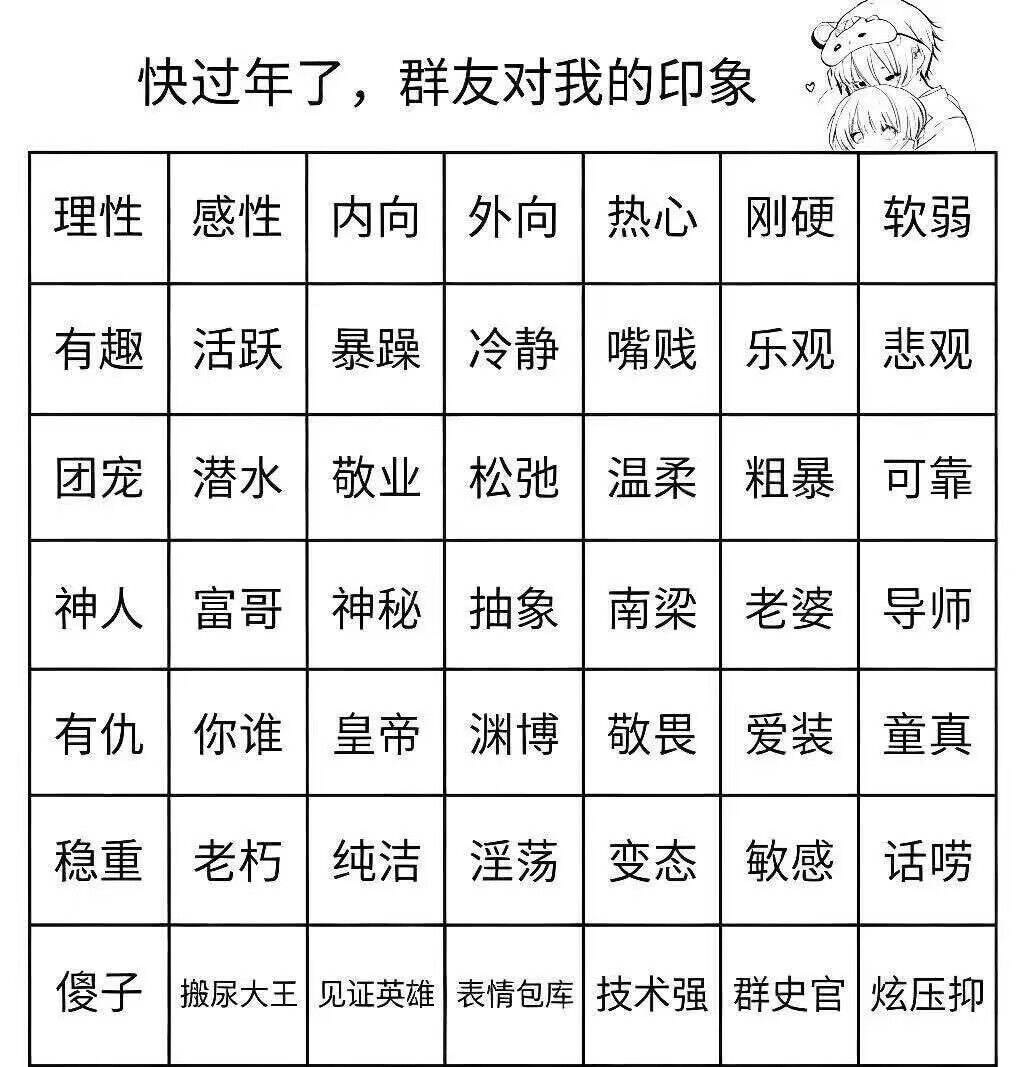 快过年了，群友对我的印象
理性 感性 内向 外向 热心 刚硬 软弱
有趣 活跃 暴躁 冷静 嘴贱 乐观 悲观
团宠 潜水 敬业 松弛 温柔 粗暴 可靠
神人 富哥 神秘 抽象 南梁 老婆 导师
有仇 你谁 皇帝 渊博 敬畏 爱装 童真
稳重 老朽 纯洁 淫荡 变态 敏感 话唠
傻子 搬尿大王 见证英雄 表情包库 技术强 群史官 炫压抑